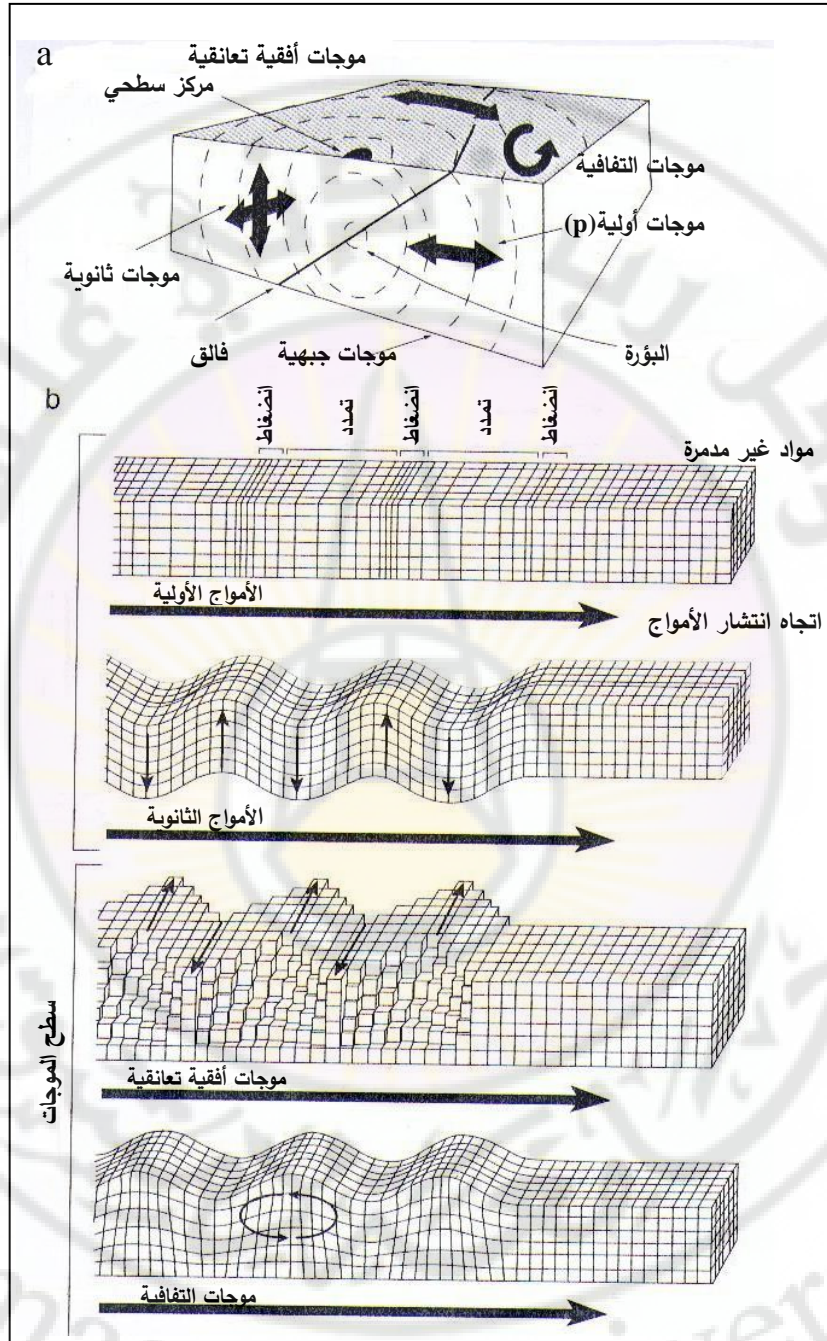 a
موجات أفقية تعانقية
مركز سطحي
موجات التفافية
موجات أولية(p)
موجات ثانوية
فالق
موجات جبهية
البؤرة
b
انضغاط
تمدد
انضغاط
تمدد
انضغاط
مواد غير مدمرة
الأمواج الأولية
اتجاه انتشار الأمواج
الأمواج الثانوية
سطح الموجات
موجات أفقية تعانقية
موجات التفافية